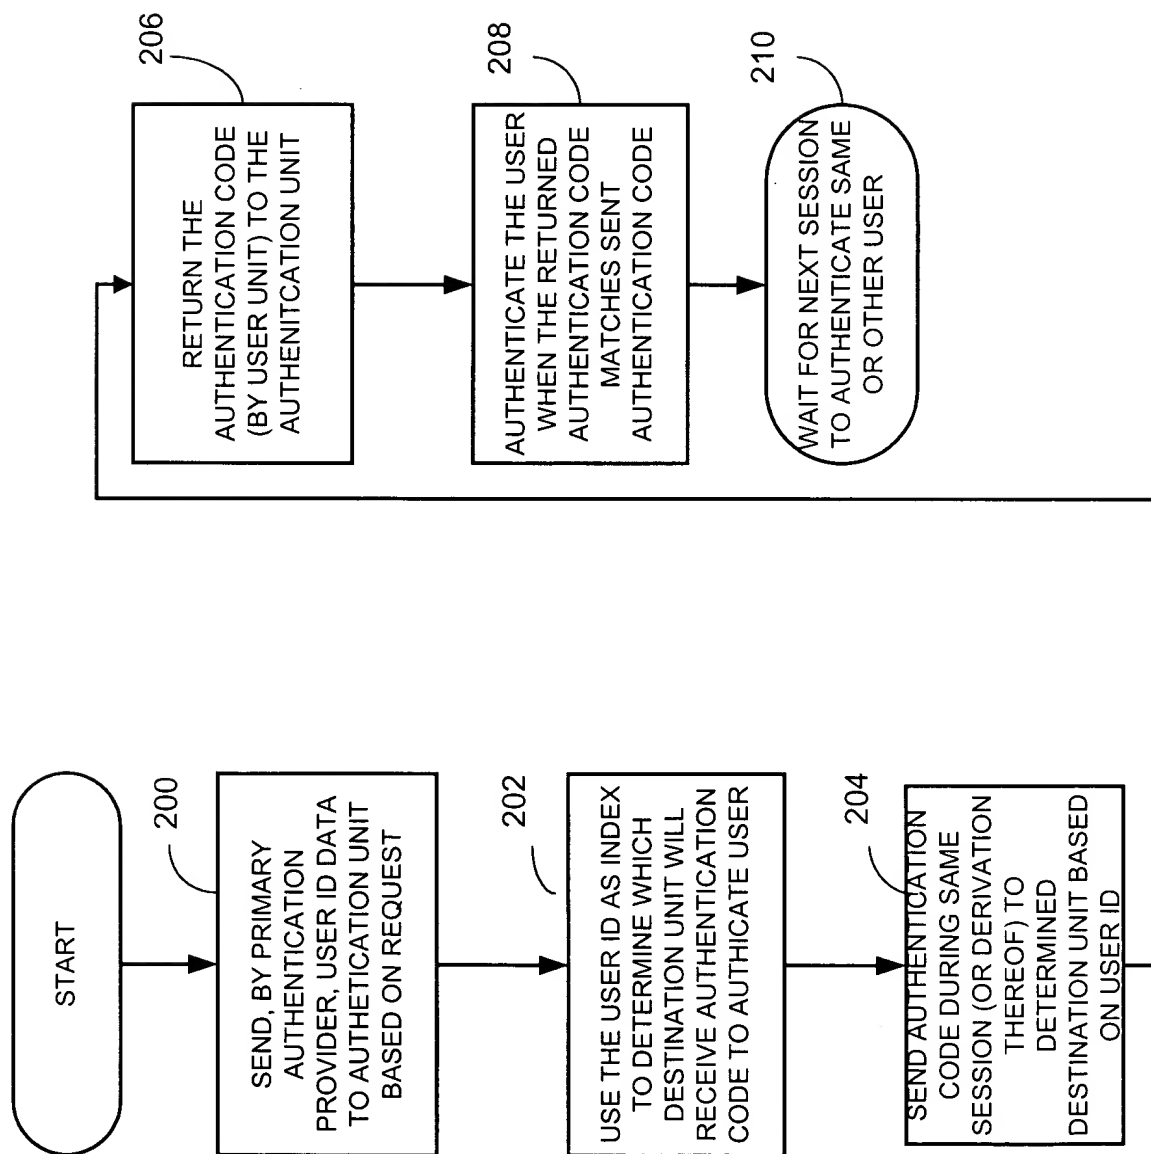 START
200
SEND, BY PRIMARY
AUTHENTICATION
PROVIDER, USER ID DATA
TO AUTHETICATION UNIT
BASED ON REQUEST
202
USE THE USER ID AS INDEX
TO DETERMINE WHICH
DESTINATION UNIT WILL
RECEIVE AUTHENTICATION
CODE TO AUTHICATE USER
204
SEND AUTHENTICATION
CODE DURING SAME
SESSION (OR DERIVATION
THEREOF) TO
DETERMINED
DESTINATION UNIT BASED
ON USER ID
206
RETURN THE
AUTHENTICATION CODE
(BY USER UNIT) TO THE
AUTHENITCATION UNIT
208
AUTHENTICATE THE USER
WHEN THE RETURNED
AUTHENTICATION CODE
MATCHES SENT
AUTHENTICATION CODE
210
WAIT FOR NEXT SESSION
TO AUTHENTICATE SAME
OR OTHER USER